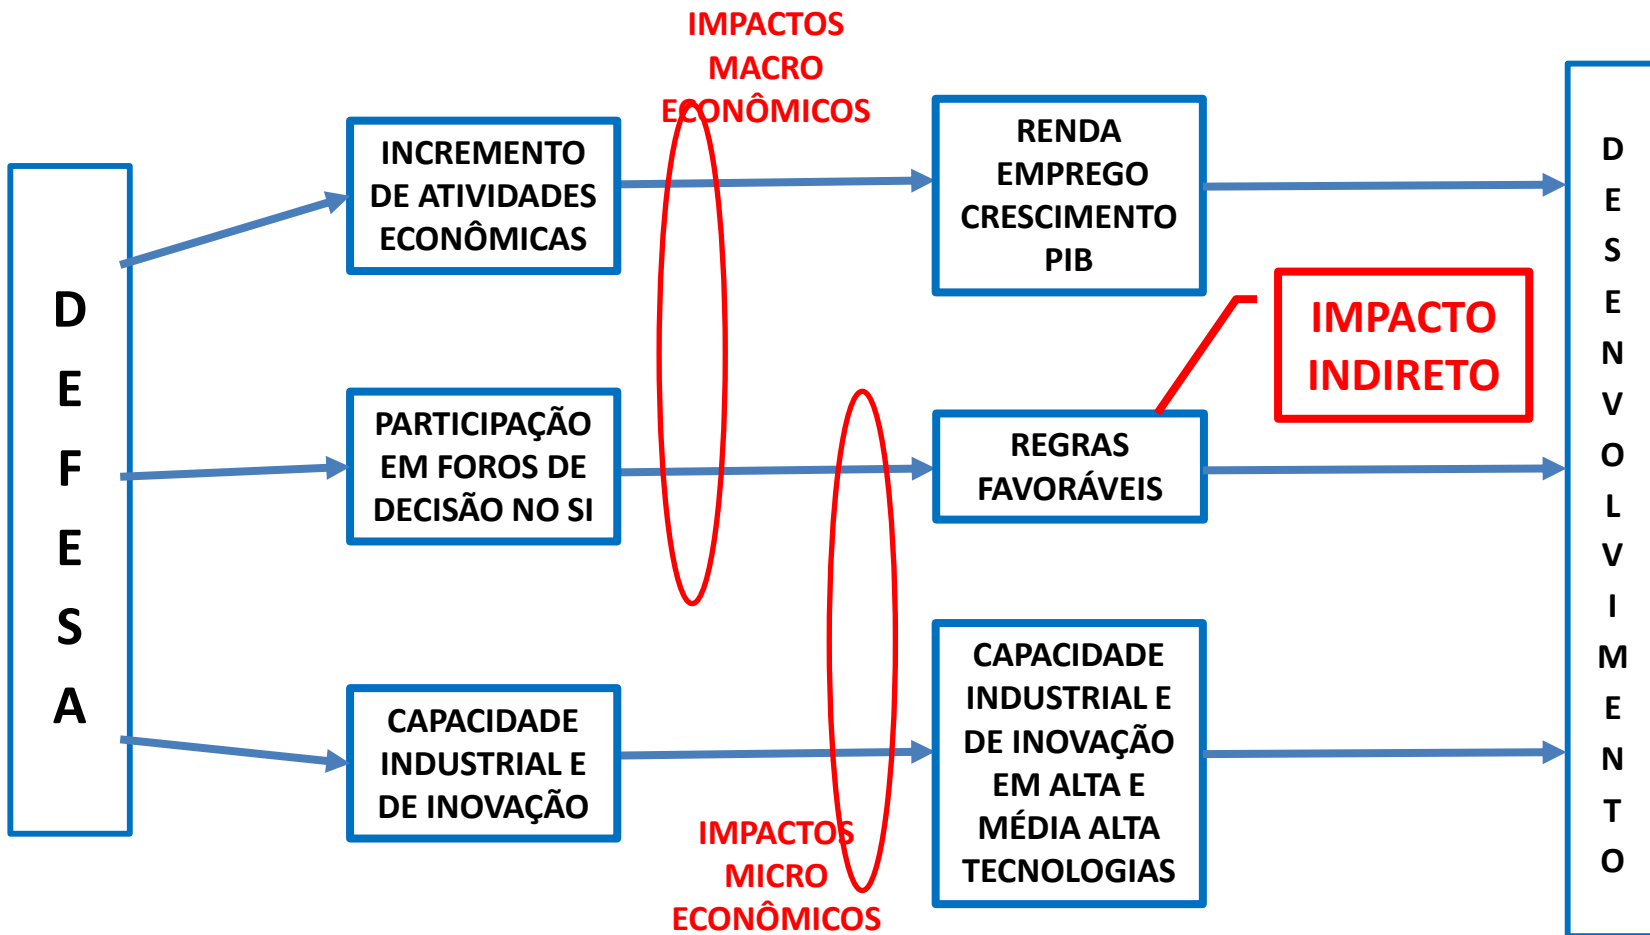 IMPACTOS
MACRO
ECONÔMICOS
DEFESA
INCREMENTO
DE ATIVIDADES
ECONÔMICAS
RENDA
EMPREGO
CRESCIMENTO
PIB
IMPACTO
INDIRETO
PARTICIPAÇÃO
EM FOROS DE
DECISÃO NO SI
REGRAS
FAVORÁVEIS
CAPACIDADE
INDUSTRIAL E
DE INOVAÇÃO
CAPACIDADE
INDUSTRIAL E
DE INOVAÇÃO
EM ALTA E
MÉDIA ALTA
TECNOLOGIAS
IMPACTOS
MICRO
ECONÔMICOS
DESENVOLVIMENTO